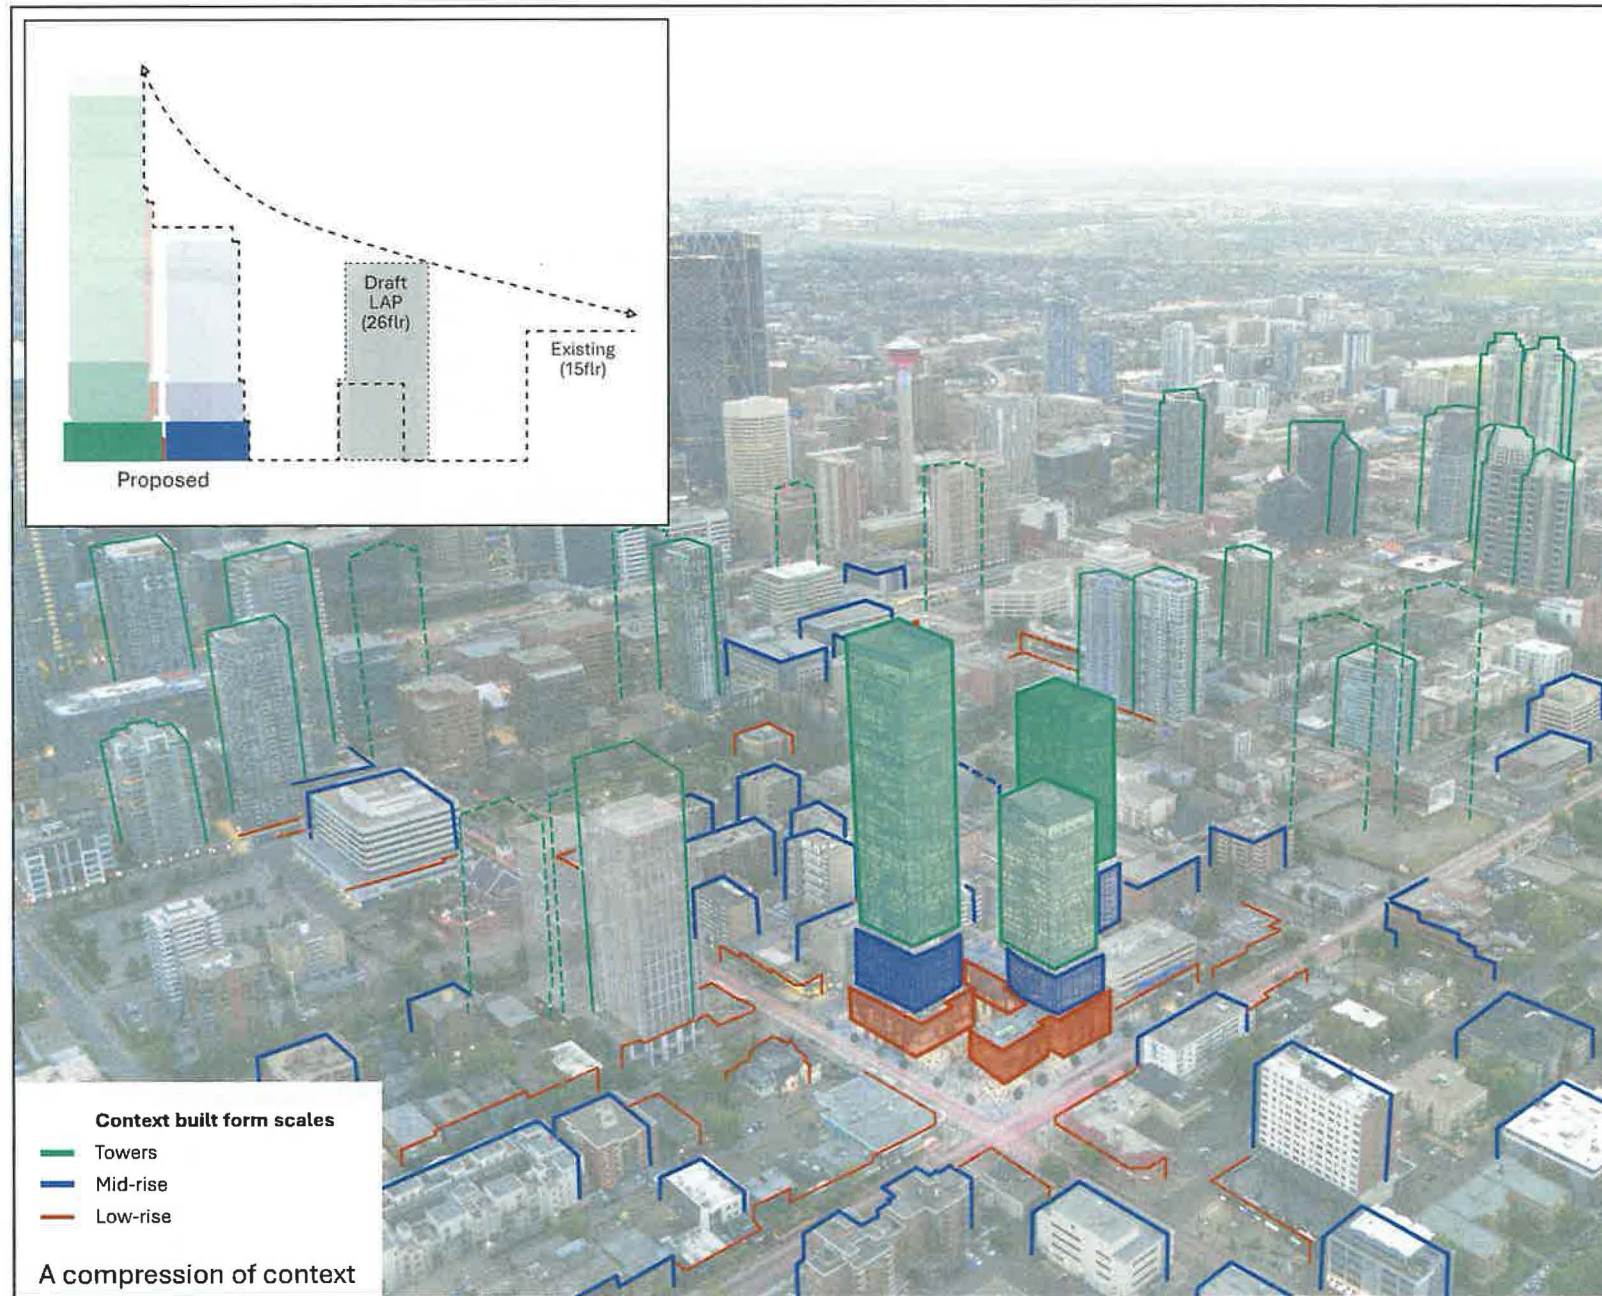 Draft
LAP
(26flr)
Existing
(15flr)
Proposed
Context built form scales
Towers
Mid-rise
Low-rise
A compression of context